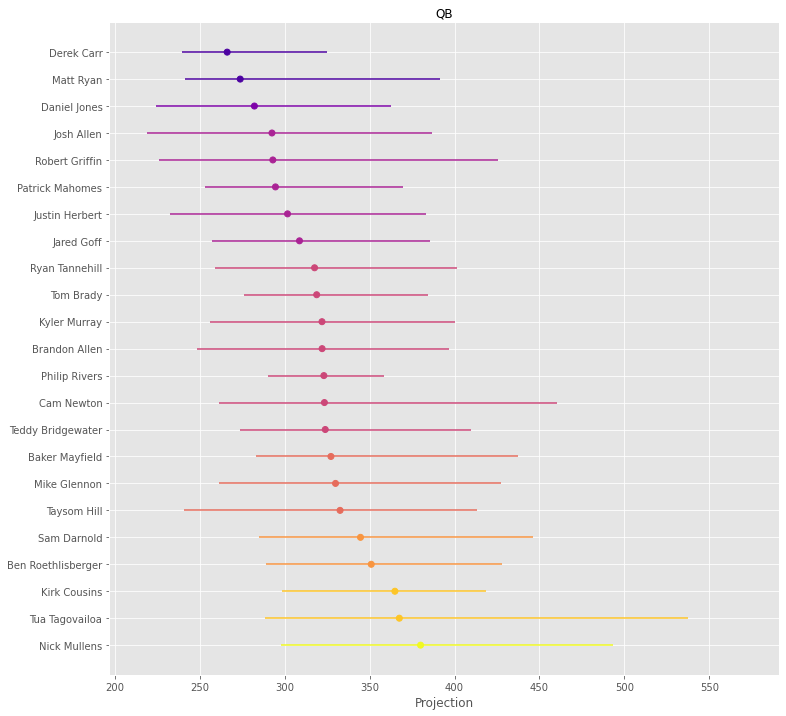 QB
Derek Carr
Matt Ryan
Daniel Jones
Josh Allen
Robert Griffin
Patrick Mahomes
Justin Herbert
Jared Goff
Ryan Tannehill
Tom Brady
Kyler Murray
Brandon Allen
Philip Rivers
Cam Newton
Teddy Bridgewater
Baker Mayfield
Mike Glennon
Taysom Hill
Sam Darnold
Ben Roethlisberger
Kirk Cousins
Tua Tagovailoa
Nick Mullens
200 250 300 350 400 450 500 550
Projection